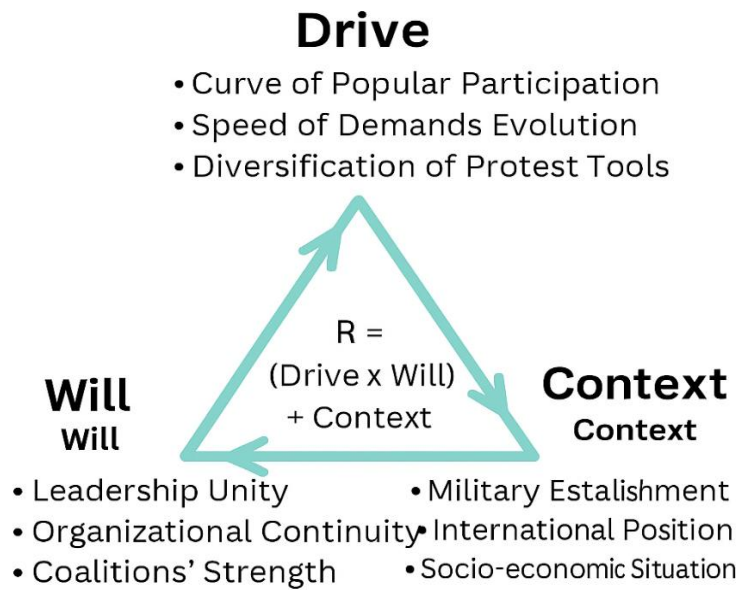 Drive
• Curve of Popular Participation
• Speed of Demands Evolution
• Diversification of Protest Tools
R =
(Drive x Will)
+ Context
Will
Will
• Leadership Unity
• Organizational Continuity
• Coalitions' Strength
Context
Context
• Military Estalishment
• International Position
• Socio-economic Situation